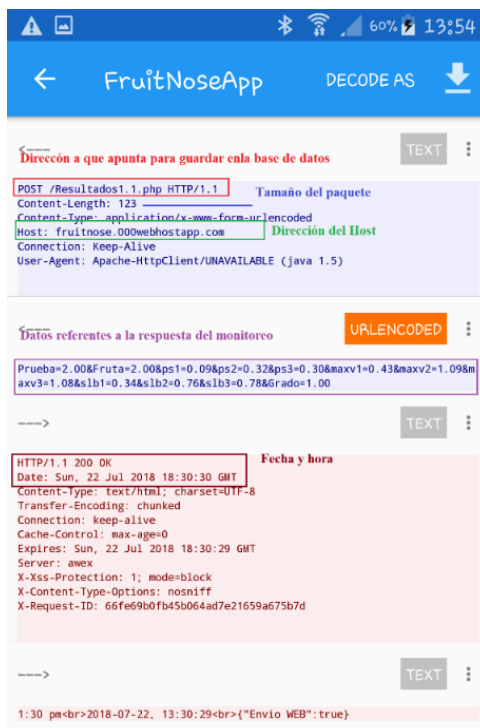 60% 13:54
FruitNoseApp DECODE AS
<---
TEXT
Direccón a que apunta para guardar enla base de datos
POST /Resultados1.1.php HTTP/1.1
Tamaño del paquete
Content-Length: 123
Content-Type: application/x-www-form-urlencoded
Host: fruitnose.000webhostapp.com
Dirección del Host
Connection: Keep-Alive
User-Agent: Apache-HttpClient/UNAVAILABLE (java 1.5)
<---
URLENCODED
Datos referentes a la respuesta del monitoreo
Prueba=2.00&Fruta=2.00&ps1=0.09&ps2=0.32&ps3=0.30&maxv1=0.43&maxv2=1.09&m
axv3=1.08&slb1=0.34&slb2=0.76&slb3=0.78&Grado=1.00
---> TEXT
HTTP/1.1 200 OK
Fecha y hora
Date: Sun, 22 Jul 2018 18:30:30 GMT
Content-Type: text/html; charset=UTF-8
Transfer-Encoding: chunked
Connection: keep-alive
Cache-Control: max-age=0
Expires: Sun, 22 Jul 2018 18:30:29 GMT
Server: awex
X-Xss-Protection: 1; mode=block
X-Content-Type-Options: nosniff
X-Request-ID: 66fe69b0fb45b064ad7e21659a675b7d
---> TEXT
1:30 pm<br>2018-07-22, 13:30:29<br>{"Envio WEB":true}